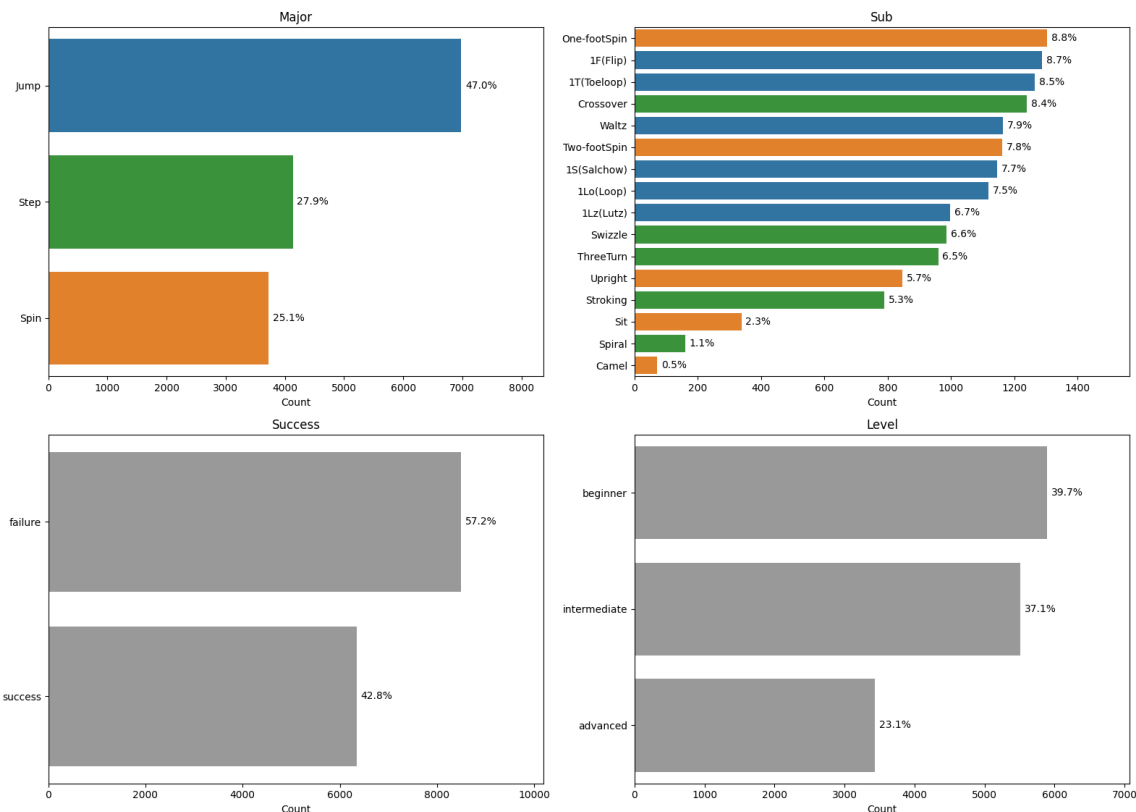 Major
Jump
47.0%
Step
27.9%
Spin
25.1%
0 1000 2000 3000 4000 5000 6000 7000 8000
Count
Sub
One-footSpin 8.8%
1F(Flip) 8.7%
1T(Toeloop) 8.5%
Crossover 8.4%
Waltz 7.9%
Two-footSpin 7.8%
1S(Salchow) 7.7%
1Lo(Loop) 7.5%
1Lz(Lutz) 6.7%
Swizzle 6.6%
ThreeTurn 6.5%
Upright 5.7%
Stroking 5.3%
Sit 2.3%
Spiral 1.1%
Camel 0.5%
0 200 400 600 800 1000 1200 1400
Count
Success
failure 57.2%
success 42.8%
0 2000 4000 6000 8000 10000
Count
Level
beginner 39.7%
intermediate 37.1%
advanced 23.1%
0 1000 2000 3000 4000 5000 6000 7000
Count